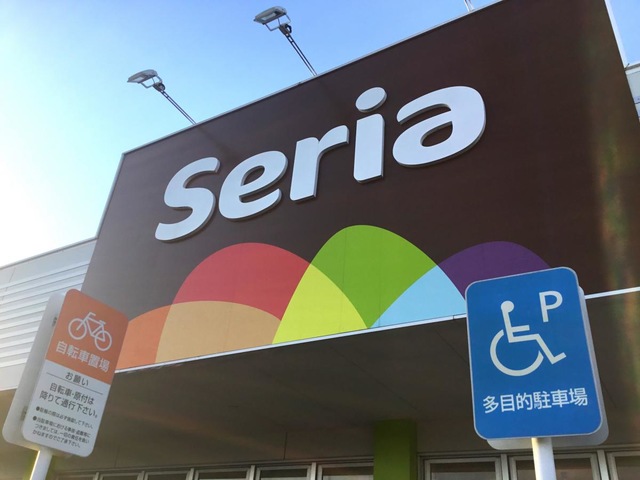 Seria
自転車置場
お願い
自転車・原付は
降りて通行下さい。
P
多目的駐車場